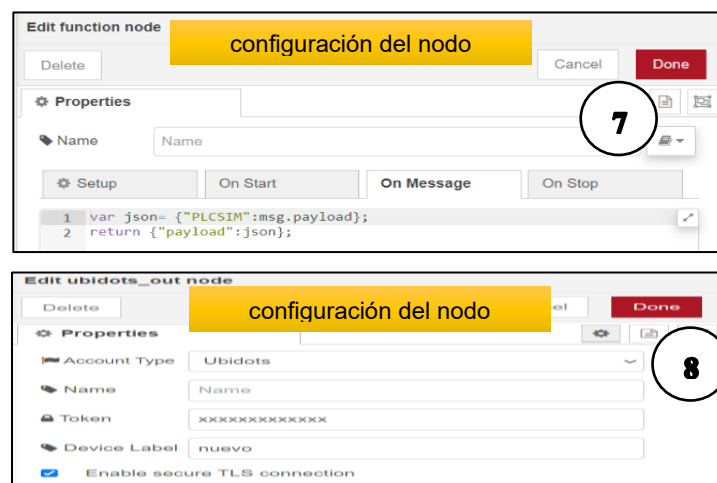 Edit function node
configuración del nodo
Delete
Cancel
Done
Properties
7
Name
Name
Setup
On Start
On Message
On Stop
1 var json= {"PLCSIM":msg.payload};
2 return {"payload":json};
Edit ubidots_out node
configuración del nodo
Delete
el
Done
Properties
8
Account Type
Ubidots
Name
Name
Token
xxxxxxxxxxxxx
Device Label
nuevo
Enable secure TLS connection